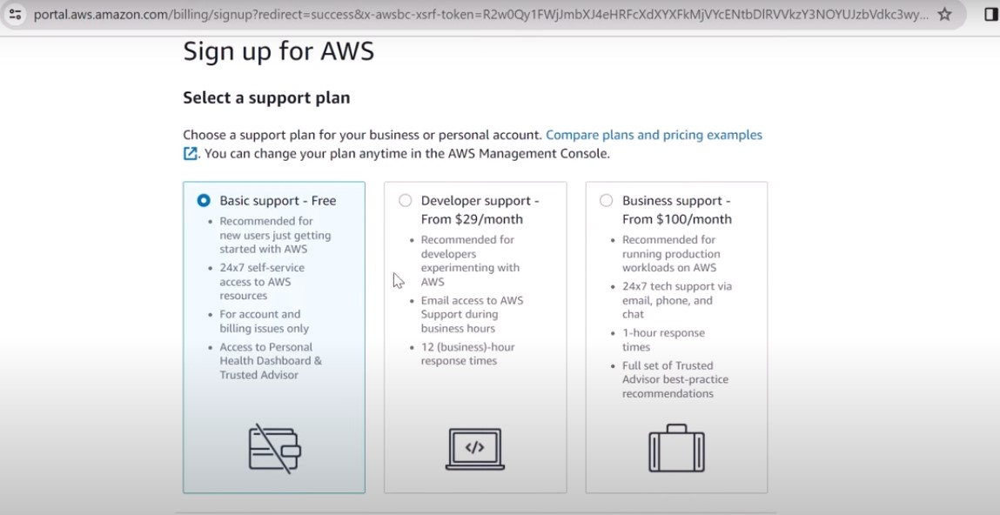 portal.aws.amazon.com/billing/signup?redirect=success&x-awsbc-xsrf-token=R2w0Qy1FWjJmbXJ4eHRFcXdXYXFkMjVYcENtbDlRVVkzY3NOYUJzbVdkc3wy...
Sign up for AWS
Select a support plan
Choose a support plan for your business or personal account. Compare plans and pricing examples
. You can change your plan anytime in the AWS Management Console.
Basic support - Free
• Recommended for
new users just getting
started with AWS
• 24x7 self-service
access to AWS
resources
• For account and
billing issues only
• Access to Personal
Health Dashboard &
Trusted Advisor
Developer support -
From $29/month
• Recommended for
developers
experimenting with
AWS
• Email access to AWS
Support during
business hours
• 12 (business)-hour
response times
</>
Business support -
From $100/month
• Recommended for
running production
workloads on AWS
• 24x7 tech support via
email, phone, and
chat
• 1-hour response
times
• Full set of Trusted
Advisor best-practice
recommendations